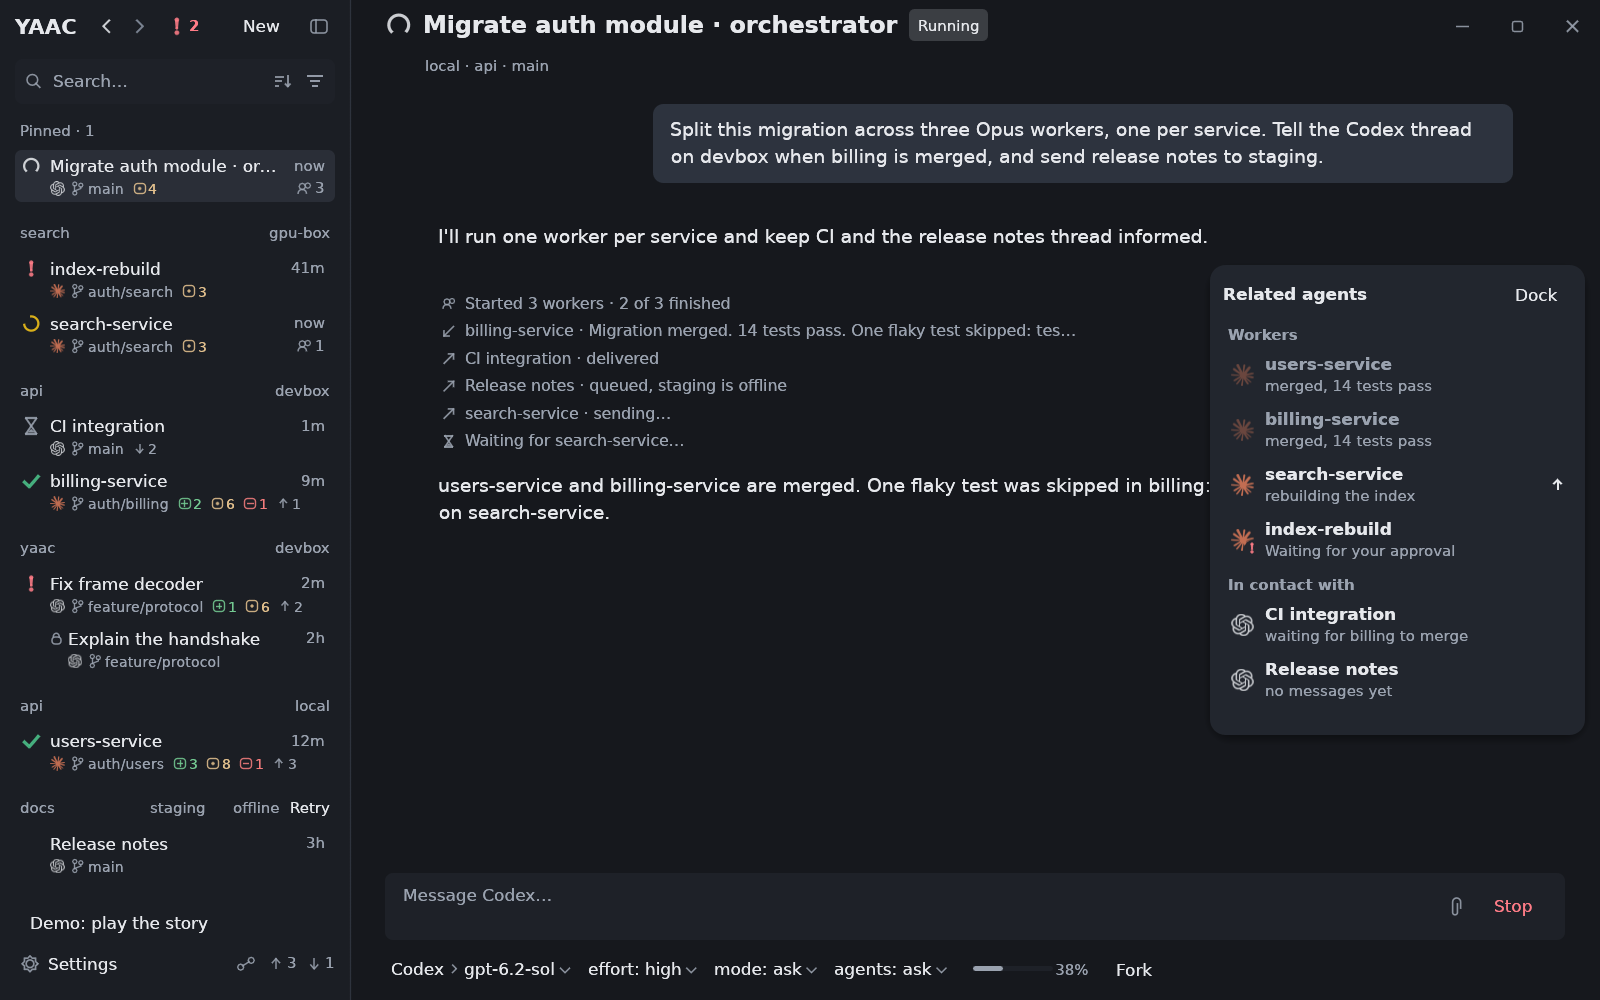 YAAC
2
New
Search...
Pinned · 1
Migrate auth module · or... now
main 4 3
search gpu-box
index-rebuild 41m
auth/search 3
search-service now
auth/search 3 1
api devbox
CI integration 1m
main 2
billing-service 9m
auth/billing 2 6 1 1
yaac devbox
Fix frame decoder 2m
feature/protocol 1 6 2
Explain the handshake 2h
feature/protocol
api local
users-service 12m
auth/users 3 8 1 3
docs staging offline Retry
Release notes 3h
main
Demo: play the story
Settings 3 1
Migrate auth module · orchestrator Running
local · api · main
Split this migration across three Opus workers, one per service. Tell the Codex thread
on devbox when billing is merged, and send release notes to staging.
I'll run one worker per service and keep CI and the release notes thread informed.
Started 3 workers · 2 of 3 finished
billing-service · Migration merged. 14 tests pass. One flaky test skipped: tes...
CI integration · delivered
Release notes · queued, staging is offline
search-service · sending...
Waiting for search-service...
users-service and billing-service are merged. One flaky test was skipped in billing:
on search-service.
Related agents Dock
Workers
users-service
merged, 14 tests pass
billing-service
merged, 14 tests pass
search-service
rebuilding the index
index-rebuild
Waiting for your approval
In contact with
CI integration
waiting for billing to merge
Release notes
no messages yet
Message Codex...
Stop
Codex gpt-6.2-sol effort: high mode: ask agents: ask 38% Fork